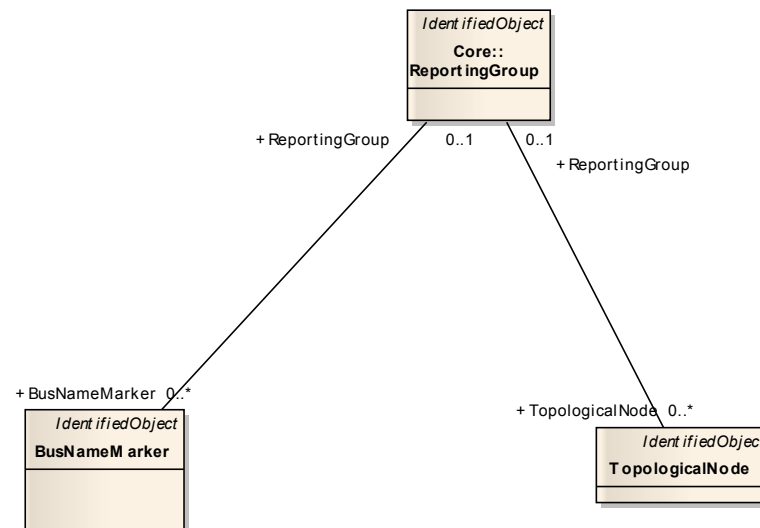 IdentifiedObject
Core::
ReportingGroup
+ReportingGroup 0..1 0..1
+ReportingGroup
+BusNameMarker 0..*
+TopologicalNode 0..*
IdentifiedObject
BusNameMarker
IdentifiedObjec
TopologicalNode